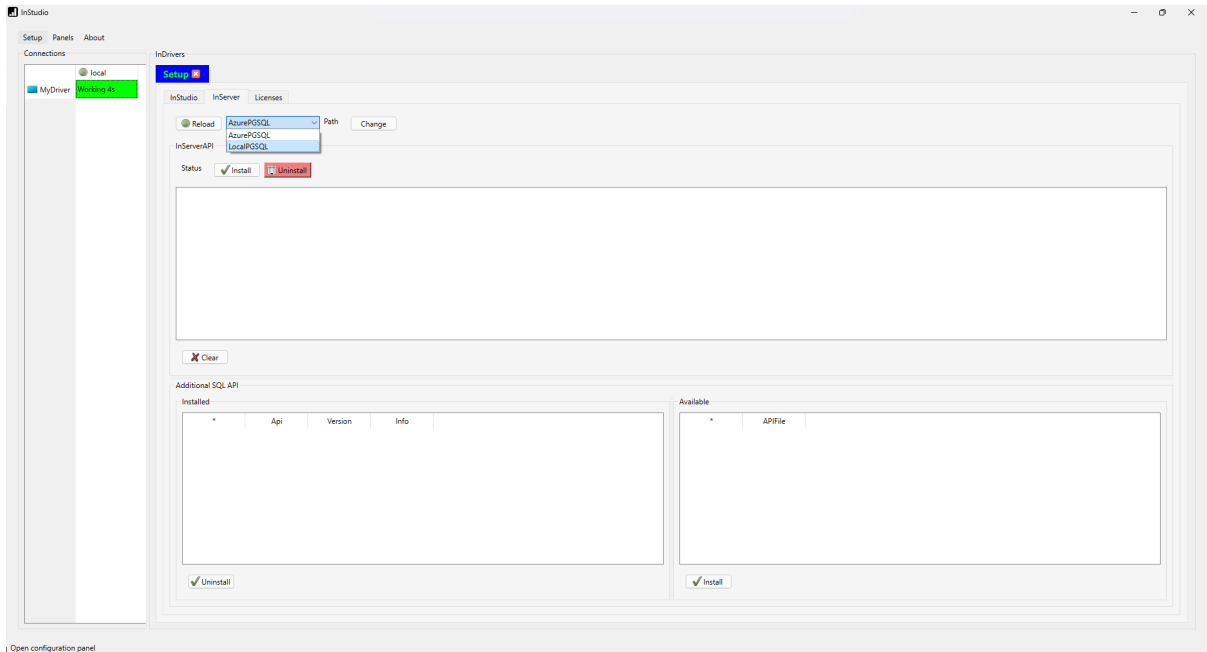 InStudio
Setup Panels About
Connections
local
MyDriver Working 4s
InDrivers
Setup
InStudio InServer Licenses
Reload AzurePGSQL Path Change
AzurePGSQL
LocalPGSQL
InServerAPI
Status Install Uninstall
Clear
Additional SQL API
Installed
* Api Version Info
Uninstall
Available
* APIFile
Install
Open configuration panel